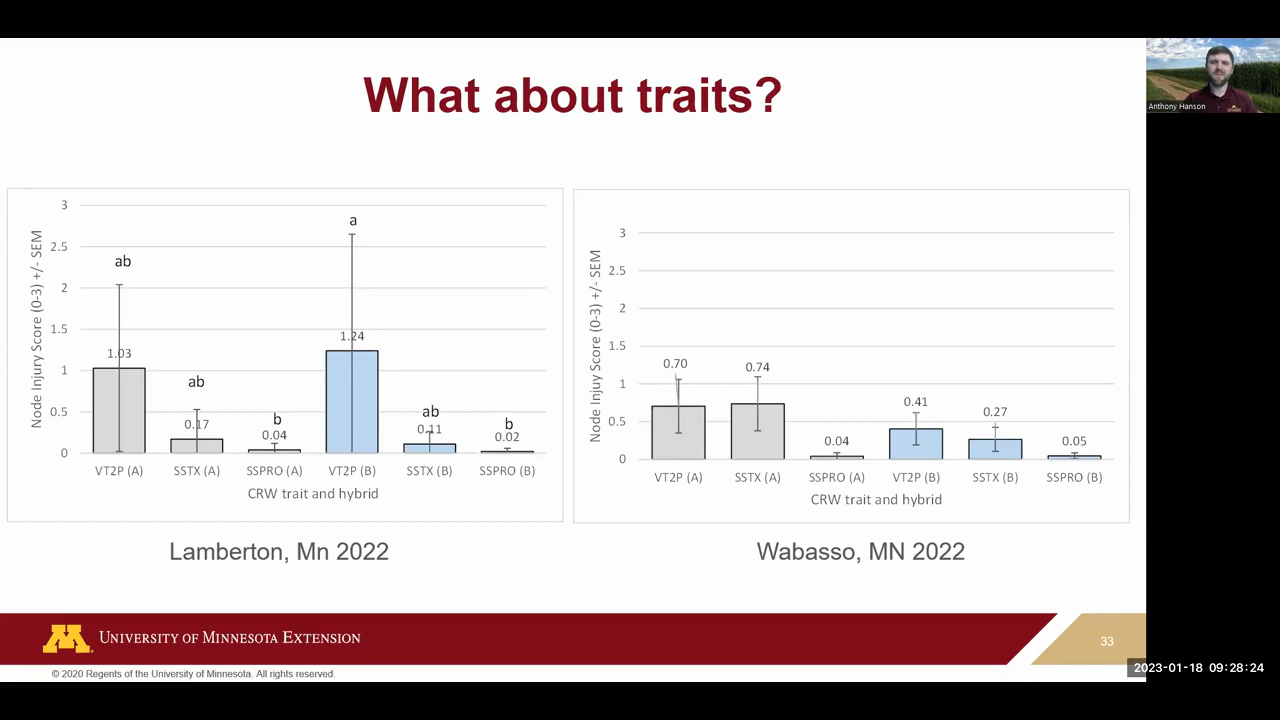 What about traits?
Anthony Hanson
Node Injury Score (0-3) +/- SEM
3
2.5
2
1.5
1
0.5
0
ab
ab
b
a
ab
b
1.03
0.17
0.04
1.24
0.11
0.02
VT2P (A)
SSTX (A)
SSPRO (A)
VT2P (B)
SSTX (B)
SSPRO (B)
CRW trait and hybrid
Lamberton, Mn 2022
Node Injuy Score (0-3) +/- SEM
3
2.5
2
1.5
1
0.5
0
0.70
0.74
0.04
0.41
0.27
0.05
VT2P (A)
SSTX (A)
SSPRO (A)
VT2P (B)
SSTX (B)
SSPRO (B)
CRW trait and hybrid
Wabasso, MN 2022
M
UNIVERSITY OF MINNESOTA EXTENSION
33
© 2020 Regents of the University of Minnesota. All rights reserved.
2023-01-18 09:28:24